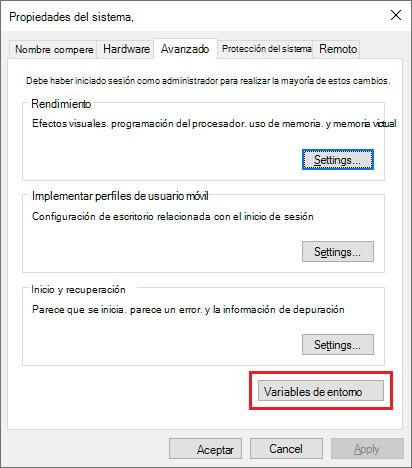 Propiedades del sistema,
Nombre compere Hardware Avanzado Protección del sistema Remoto
Debe haber iniciado sesión como administrador para realizar la mayoría de estos cambios.
Rendimiento
Efectos visuales. programación del procesador. uso de memoria. y memoria virtual
Settings...
Implementar perfiles de usuario móvil
Configuración de escritorio relacionada con el inicio de sesión
Settings...
Inicio y recuperación
Parece que se inicia. parece un error. y la información de depuración
Settings...
Variables de entorno
Aceptar Cancel Apply